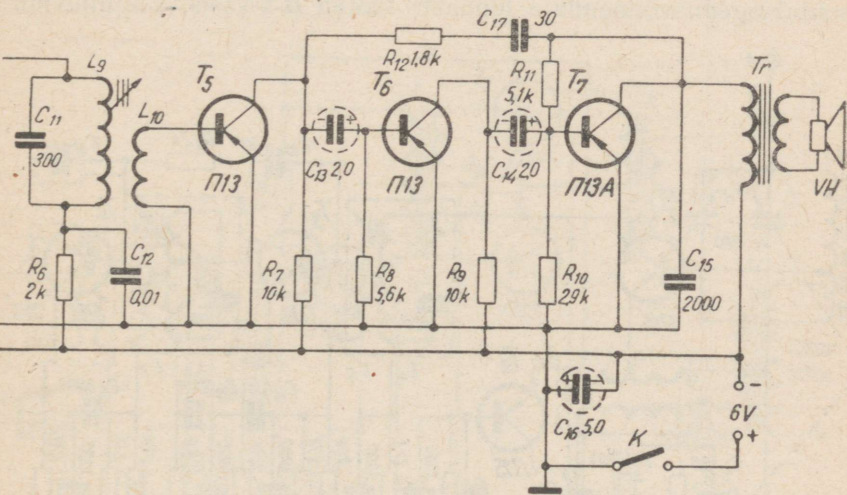 C17 30
R12 1,8k
Tr
L9
T5
T6
R11
5,1k
T7
C11
300
L10
П13
C13 2,0
П13
C14 2,0
П13А
VH
R6
2k
C12
0,01
R7
10k
R8
5,6k
R9
10k
R10
2,9k
C15
2000
-
6V
+
C16 5,0
K